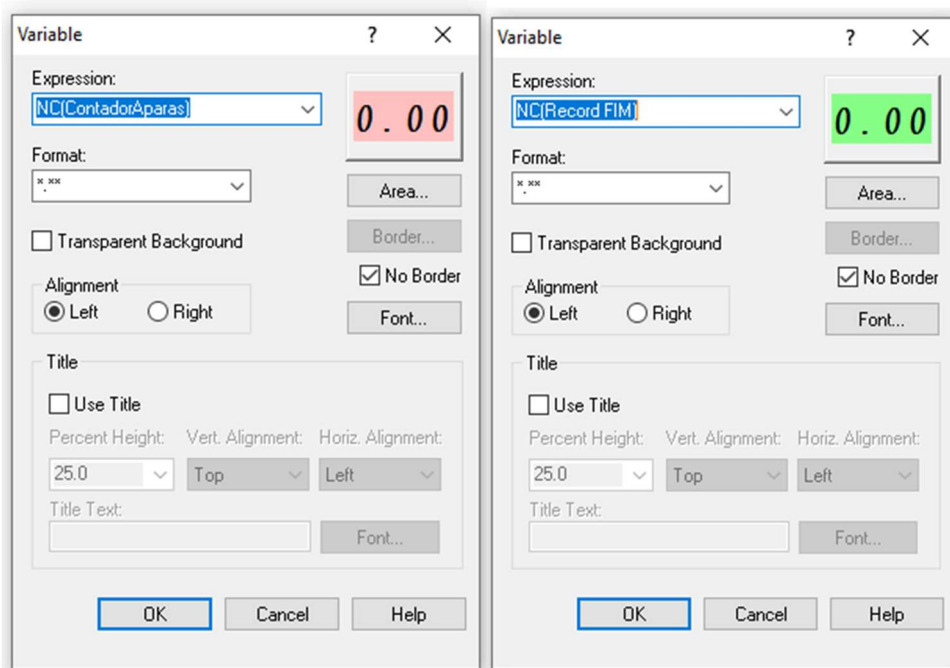 Variable ? ×
Expression:
NC(ContadorAparas)
0.00
Format:
*.**
Area...
Transparent Background
Border...
No Border
Alignment
Left Right
Font...
Title
Use Title
Percent Height: Vert. Alignment: Horiz. Alignment:
25.0 Top Left
Title Text:
Font...
OK Cancel Help
Variable ? ×
Expression:
NC(Record FIM)
0.00
Format:
*.**
Area...
Transparent Background
Border...
No Border
Alignment
Left Right
Font...
Title
Use Title
Percent Height: Vert. Alignment: Horiz. Alignment:
25.0 Top Left
Title Text:
Font...
OK Cancel Help